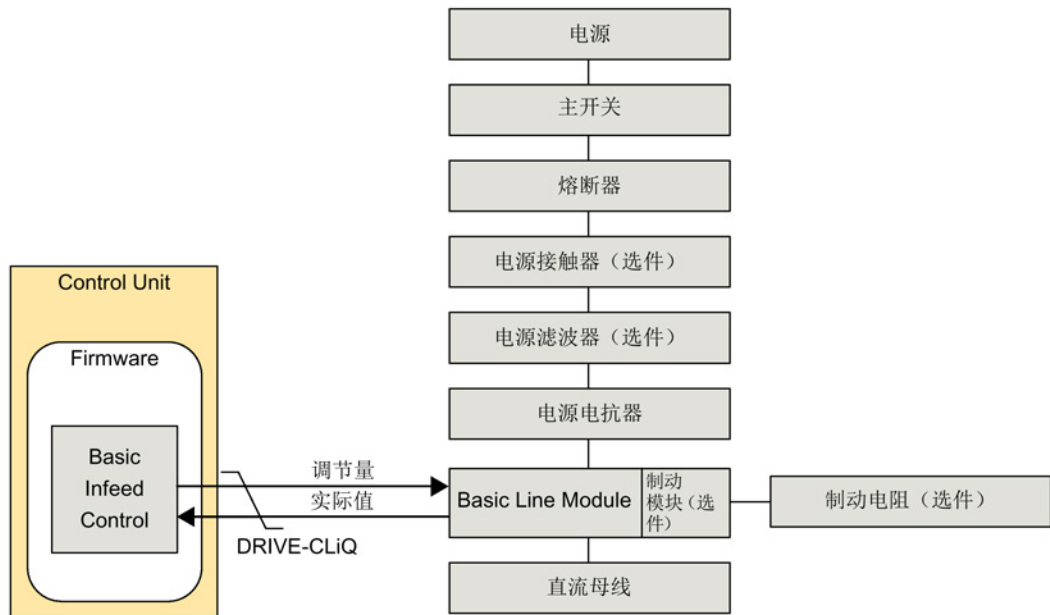 电源
主开关
熔断器
电源接触器（选件）
电源滤波器（选件）
电源电抗器
Control Unit
Firmware
Basic
Infeed
Control
调节量
实际值
DRIVE-CLiQ
Basic Line Module
制动
模块（选
件）
制动电阻（选件）
直流母线